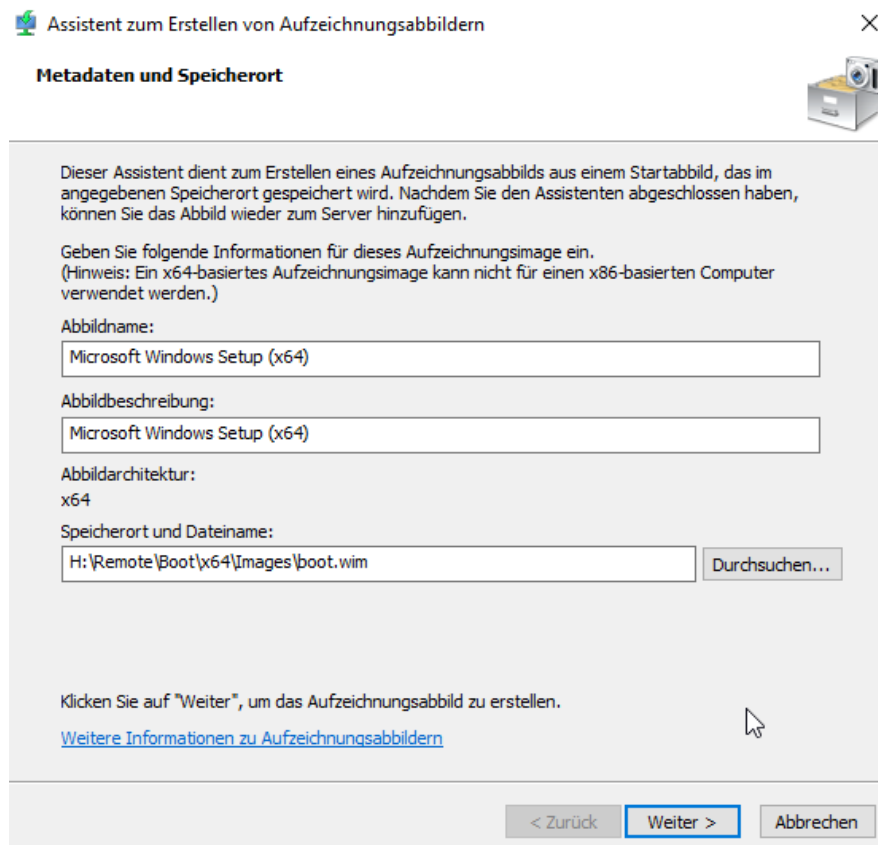 Assistent zum Erstellen von Aufzeichnungsabbildern
Metadaten und Speicherort
Dieser Assistent dient zum Erstellen eines Aufzeichnungsabbilds aus einem Startabbild, das im
angegebenen Speicherort gespeichert wird. Nachdem Sie den Assistenten abgeschlossen haben,
können Sie das Abbild wieder zum Server hinzufügen.
Geben Sie folgende Informationen für dieses Aufzeichnungsimage ein.
(Hinweis: Ein x64-basiertes Aufzeichnungsimage kann nicht für einen x86-basierten Computer
verwendet werden.)
Abbildname:
Microsoft Windows Setup (x64)
Abbildbeschreibung:
Microsoft Windows Setup (x64)
Abbildarchitektur:
x64
Speicherort und Dateiname:
H:\Remote\Boot\x64\Images\boot.wim
Durchsuchen...
Klicken Sie auf "Weiter", um das Aufzeichnungsabbild zu erstellen.
Weitere Informationen zu Aufzeichnungsabbildern
< Zurück
Weiter >
Abbrechen